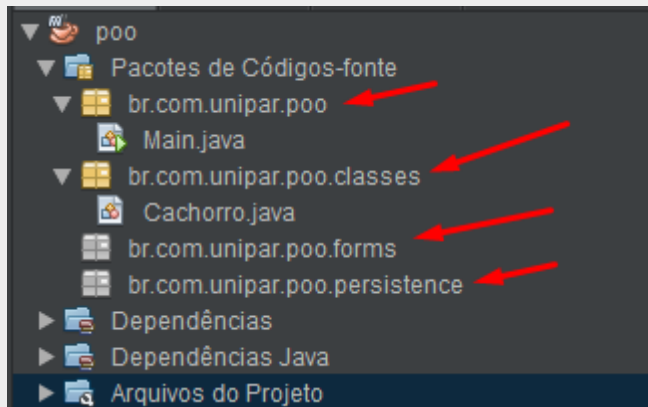 poo
Pacotes de Códigos-fonte
br.com.unipar.poo
Main.java
br.com.unipar.poo.classes
Cachorro.java
br.com.unipar.poo.forms
br.com.unipar.poo.persistence
Dependências
Dependências Java
Arquivos do Projeto